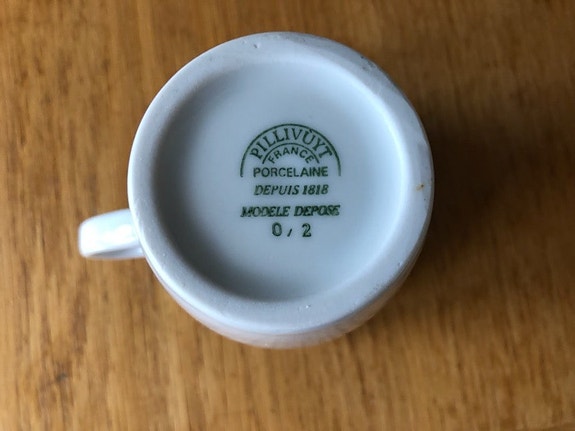 PILLIVUYT
FRANCE
PORCELAINE
DEPUIS 1818
MODELE DEPOSE
0,2